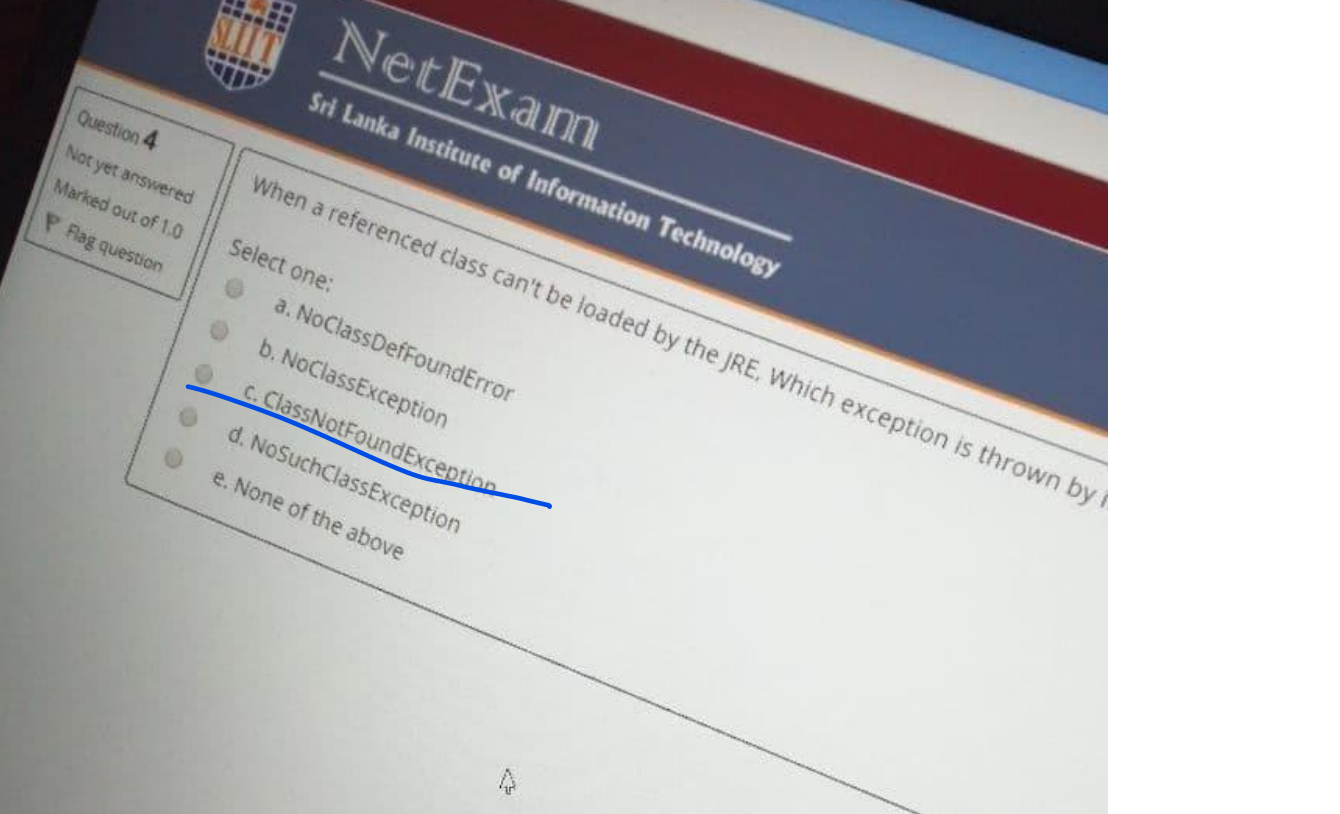 SLIIT
NetExam
Sri Lanka Institute of Information Technology
Question 4
Not yet answered
Marked out of 1.0
Flag question
When a referenced class can't be loaded by the JRE. Which exception is thrown by
Select one:
a. NoClassDefFoundError
b. NoClassException
c. ClassNotFoundException
d. NoSuchClassException
e. None of the above